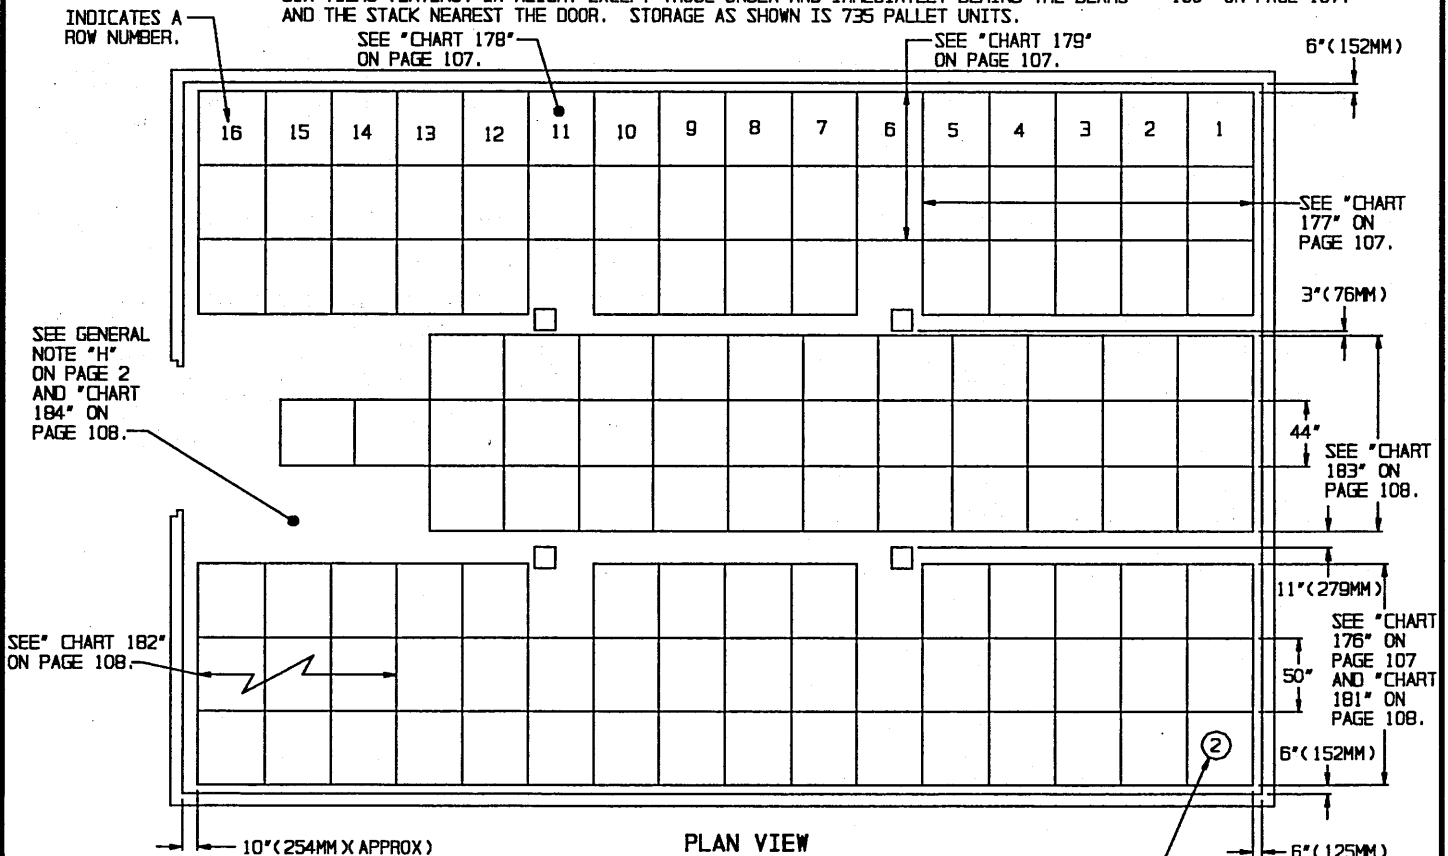 INDICATES A
ROW NUMBER.
AND THE STACK NEAREST THE DOOR. STORAGE AS SHOWN IS 735 PALLET UNITS.
SEE "CHART 178"
ON PAGE 107.
SEE "CHART 179"
ON PAGE 107.
6"(152MM)
16 15 14 13 12 11 10 9 8 7 6 5 4 3 2 1
SEE "CHART
177" ON
PAGE 107.
3"(76MM)
SEE GENERAL
NOTE "H"
ON PAGE 2
AND "CHART
184" ON
PAGE 108.
44"
SEE "CHART
183" ON
PAGE 108.
11"(279MM)
SEE" CHART 182"
ON PAGE 108.
SEE "CHART
176" ON
PAGE 107
AND "CHART
181" ON
PAGE 108.
50"
2
6"(152MM)
10"(254MM X APPROX)
PLAN VIEW
6"(125MM)